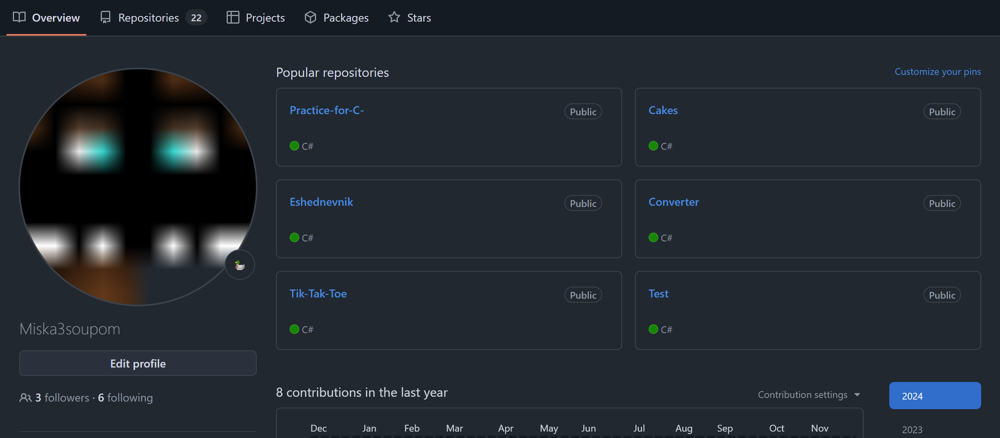 Overview Repositories 22 Projects Packages Stars
Popular repositories Customize your pins
Practice-for-C- Public
C#
Cakes Public
C#
Eshednevnik Public
C#
Converter Public
C#
Tik-Tak-Toe Public
C#
Test Public
C#
Miska3soupom
Edit profile
3 followers · 6 following
8 contributions in the last year Contribution settings
2024
2023
Dec Jan Feb Mar Apr May Jun Jul Aug Sep Oct Nov